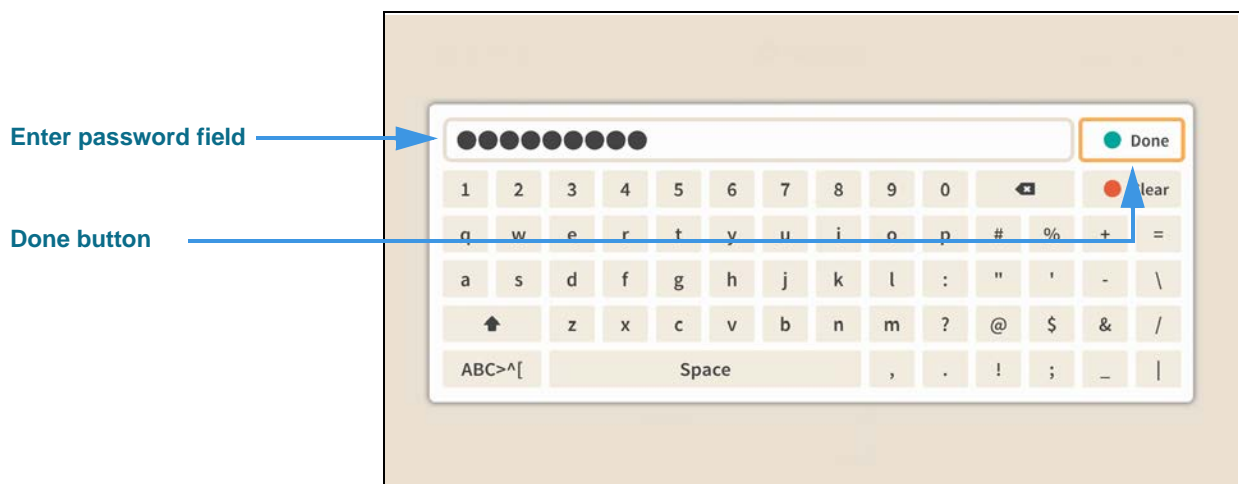 Enter password field
Done
1 2 3 4 5 6 7 8 9 0 Clear
Done button
q w e r t y u i o p # % + =
a s d f g h j k l : " ' - \
z x c v b n m ? @ $ & /
ABC>^[ Space , . ! ; _ |